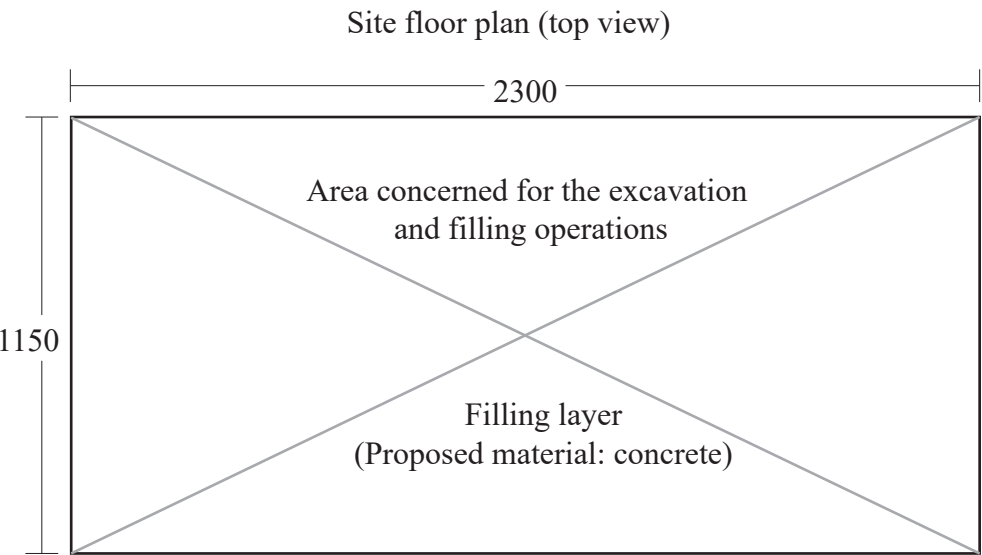 Site floor plan (top view)
2300
Area concerned for the excavation
and filling operations
1150
Filling layer
(Proposed material: concrete)